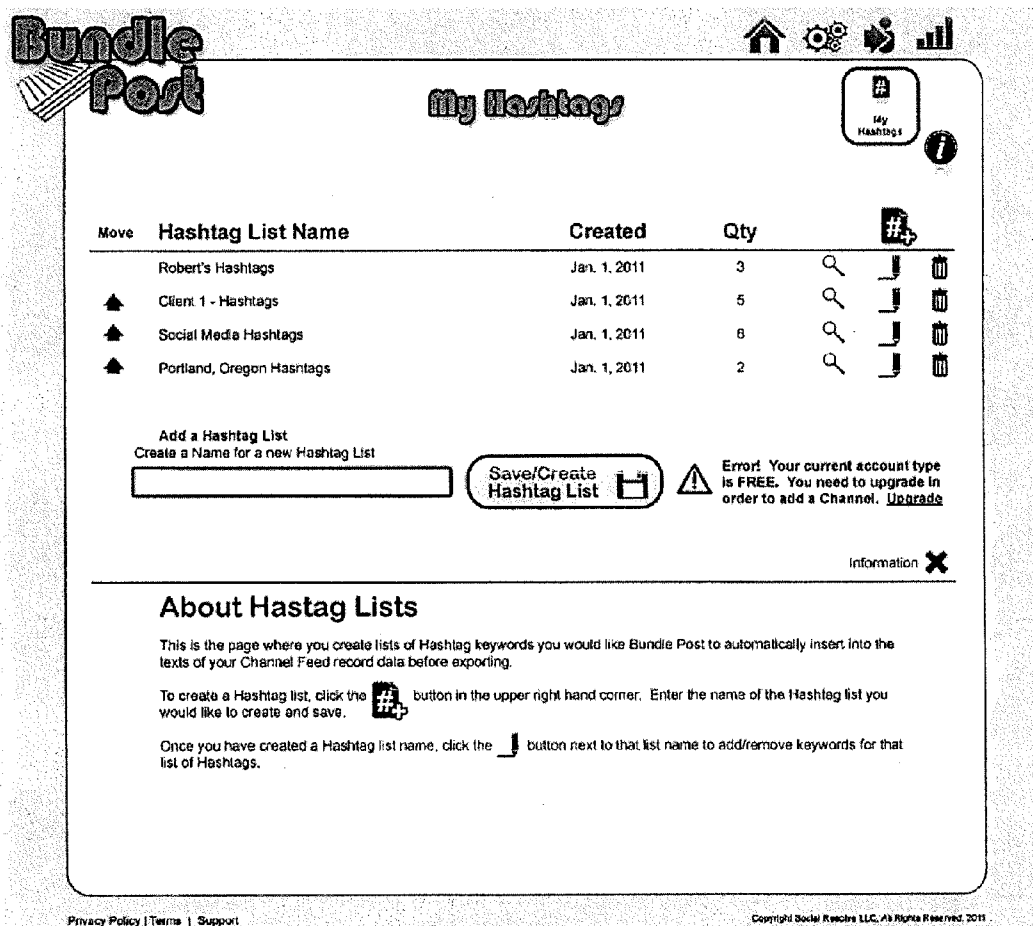 Bundle
Post
My Hashtags
#
My
Hashtags
i
Move Hashtag List Name Created Qty #
Robert's Hashtags Jan. 1, 2011 3
Client 1 - Hashtags Jan. 1, 2011 5
Social Media Hashtags Jan. 1, 2011 6
Portland, Oregon Hashtags Jan. 1, 2011 2
Add a Hashtag List
Create a Name for a new Hashtag List
Save/Create
Hashtag List
Error! Your current account type
is FREE. You need to upgrade in
order to add a Channel. Upgrade
Information
About Hastag Lists
This is the page where you create lists of Hashtag keywords you would like Bundle Post to automatically insert into the
texts of your Channel Feed record data before exporting.
To create a Hashtag list, click the # button in the upper right hand corner. Enter the name of the Hashtag list you
would like to create and save.
Once you have created a Hashtag list name, click the button next to that list name to add/remove keywords for that
list of Hashtags.
Privacy Policy | Terms | Support
Copyright Social LLC, All Rights Reserved, 2011